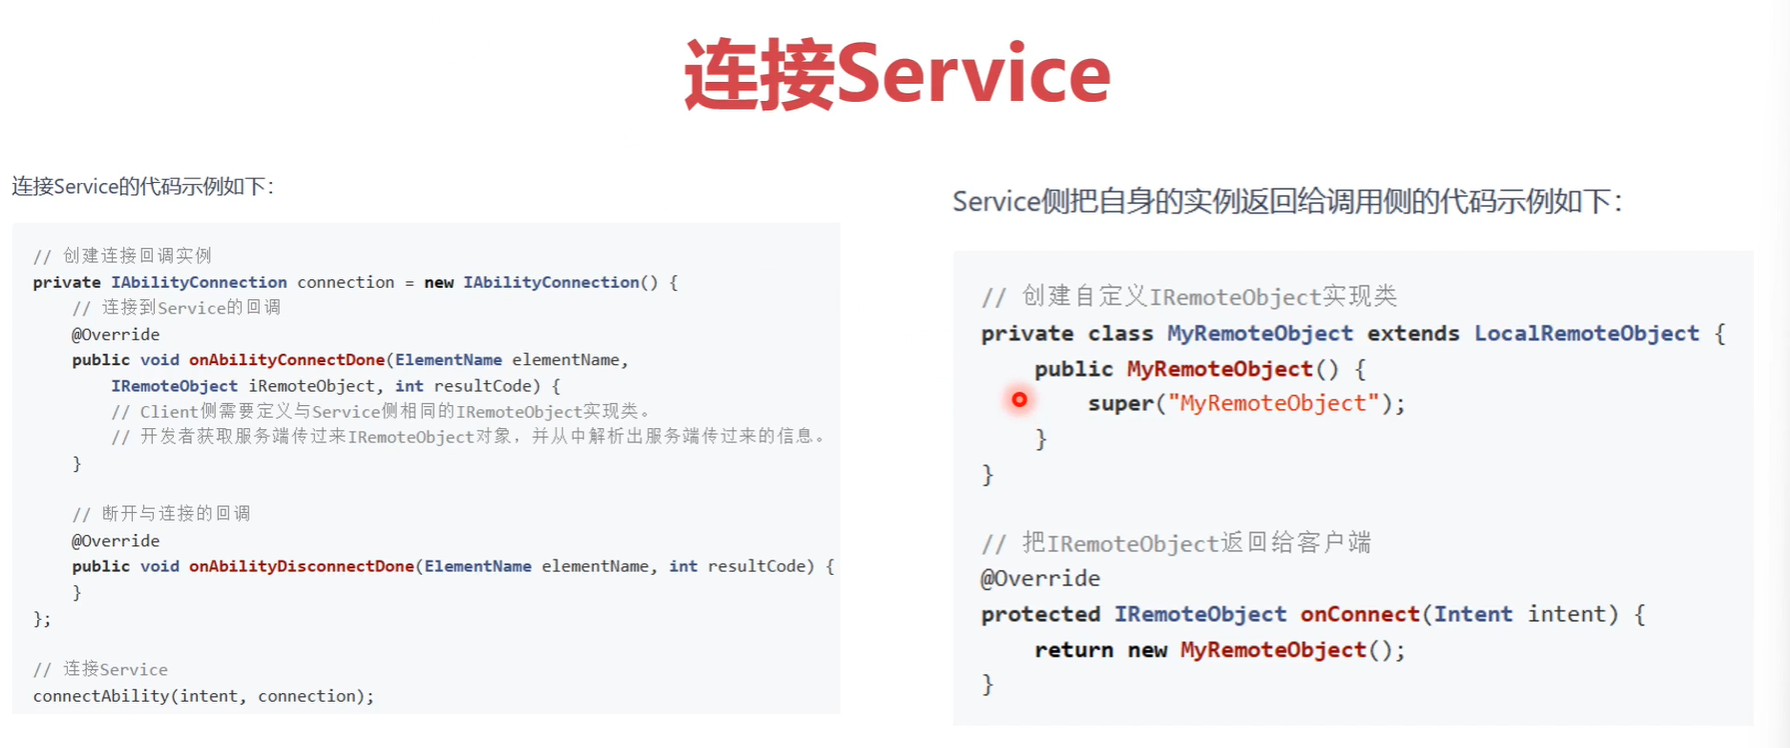 连接Service
连接Service的代码示例如下：
// 创建连接回调实例
private IAbilityConnection connection = new IAbilityConnection() {
    // 连接到Service的回调
    @Override
    public void onAbilityConnectDone(ElementName elementName,
        IRemoteObject iRemoteObject, int resultCode) {
        // Client侧需要定义与Service侧相同的IRemoteObject实现类。
        // 开发者获取服务端传过来IRemoteObject对象，并从中解析出服务端传过来的信息。
    }
    // 断开与连接的回调
    @Override
    public void onAbilityDisconnectDone(ElementName elementName, int resultCode) {
    }
};
// 连接Service
connectAbility(intent, connection);
Service侧把自身的实例返回给调用侧的代码示例如下：
// 创建自定义IRemoteObject实现类
private class MyRemoteObject extends LocalRemoteObject {
    public MyRemoteObject() {
        super("MyRemoteObject");
    }
}
// 把IRemoteObject返回给客户端
@Override
protected IRemoteObject onConnect(Intent intent) {
    return new MyRemoteObject();
}